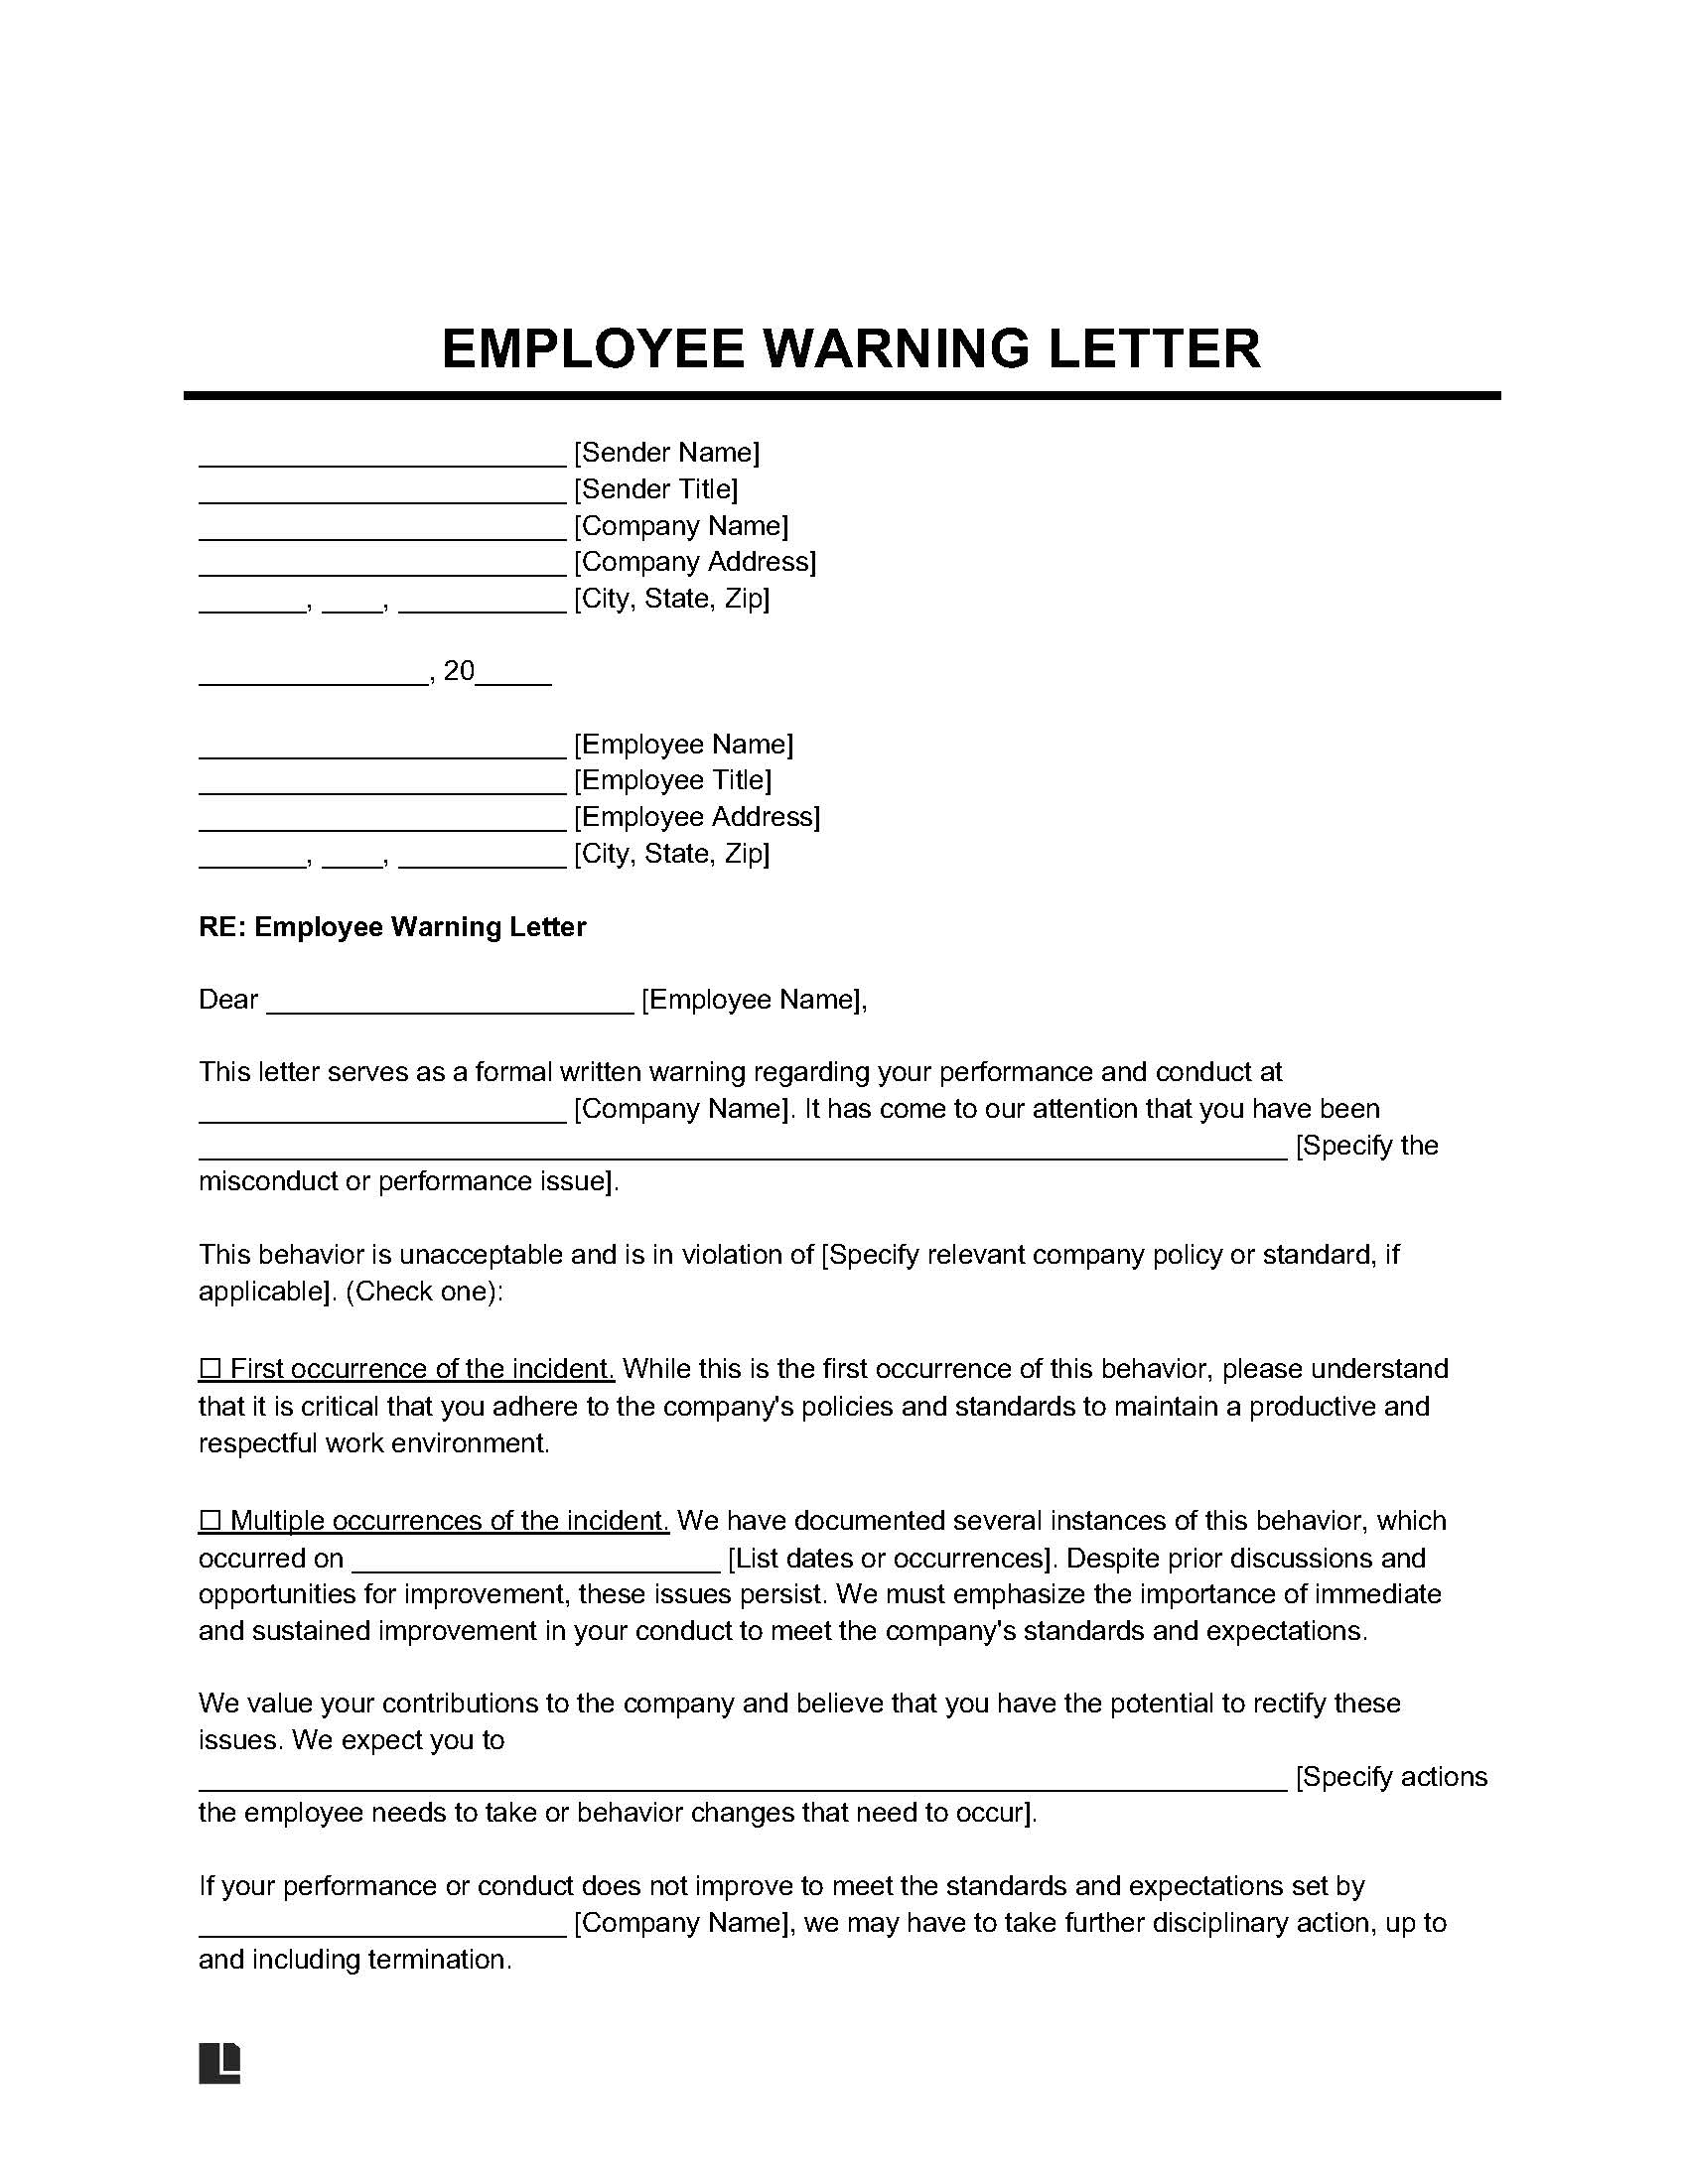 EMPLOYEE WARNING LETTER
________________________ [Sender Name]
________________________ [Sender Title]
________________________ [Company Name]
________________________ [Company Address]
_______, ____, ___________ [City, State, Zip]
_______________, 20_____
________________________ [Employee Name]
________________________ [Employee Title]
________________________ [Employee Address]
_______, ____, ___________ [City, State, Zip]
RE: Employee Warning Letter
Dear ________________________ [Employee Name],
This letter serves as a formal written warning regarding your performance and conduct at
________________________ [Company Name]. It has come to our attention that you have been
_______________________________________________________________________ [Specify the
misconduct or performance issue].
This behavior is unacceptable and is in violation of [Specify relevant company policy or standard, if
applicable]. (Check one):
☐ First occurrence of the incident. While this is the first occurrence of this behavior, please understand
that it is critical that you adhere to the company's policies and standards to maintain a productive and
respectful work environment.
☐ Multiple occurrences of the incident. We have documented several instances of this behavior, which
occurred on ________________________ [List dates or occurrences]. Despite prior discussions and
opportunities for improvement, these issues persist. We must emphasize the importance of immediate
and sustained improvement in your conduct to meet the company's standards and expectations.
We value your contributions to the company and believe that you have the potential to rectify these
issues. We expect you to
_______________________________________________________________________ [Specify actions
the employee needs to take or behavior changes that need to occur].
If your performance or conduct does not improve to meet the standards and expectations set by
________________________ [Company Name], we may have to take further disciplinary action, up to
and including termination.